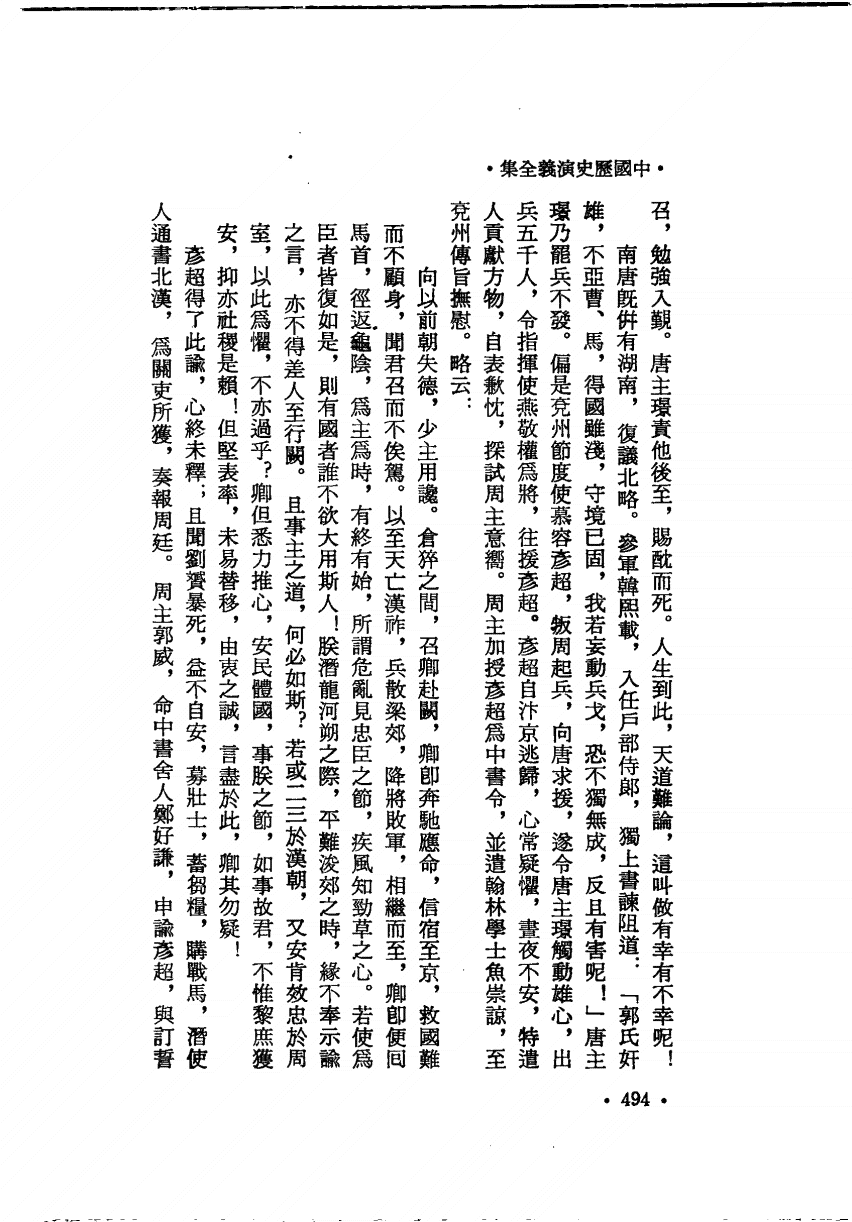 ·中國歷史演義全集·
召，勉強入覲。唐主璟責他後至，賜酖而死。人生到此，天道難論，這叫做有幸有不幸呢！
南唐旣併有湖南，復議北略。參軍韓熙載，入任戶部侍郞，獨上書諫阻道：「郭氏奸
雄，不亞曹、馬，得國雖淺，守境已固，我若妄動兵戈，恐不獨無成，反且有害呢！」唐主
璟乃罷兵不發。偏是兗州節度使慕容彥超，叛周起兵，向唐求援，遂令唐主璟觸動雄心，出
兵五千人，令指揮使燕敬權爲將，往援彥超。彥超自汴京逃歸，心常疑懼，晝夜不安，特遣
人貢獻方物，自表歉忱，探試周主意嚮。周主加授彥超爲中書令，並遣翰林學士魚崇諒，至
兗州傳旨撫慰。略云：
向以前朝失德，少主用讒。倉猝之間，召卿赴闕，卿卽奔馳應命，信宿至京，救國難
而不顧身，聞君召而不俟駕。以至天亡漢祚，兵散梁郊，降將敗軍，相繼而至，卿卽便回
馬首，徑返龜陰，爲主爲時，有終有始，所謂危亂見忠臣之節，疾風知勁草之心。若使爲
臣者皆復如是，則有國者誰不欲大用斯人！朕潛龍河朔之際，平難浚郊之時，緣不奉示諭
之言，亦不得差人至行闕。且事主之道，何必如斯？若或二三於漢朝，又安肯效忠於周
室，以此爲懼，不亦過乎？卿但悉力推心，安民體國，事朕之節，如事故君，不惟黎庶獲
安，抑亦社稷是賴！但堅表率，未易替移，由衷之誠，言盡於此，卿其勿疑！
彥超得了此諭，心終未釋；且聞劉贇暴死，益不自安，募壯士，蓄芻糧，購戰馬，潛使
人通書北漢，爲關吏所獲，奏報周廷。周主郭威，命中書舍人鄭好謙，申諭彥超，與訂誓
·494·